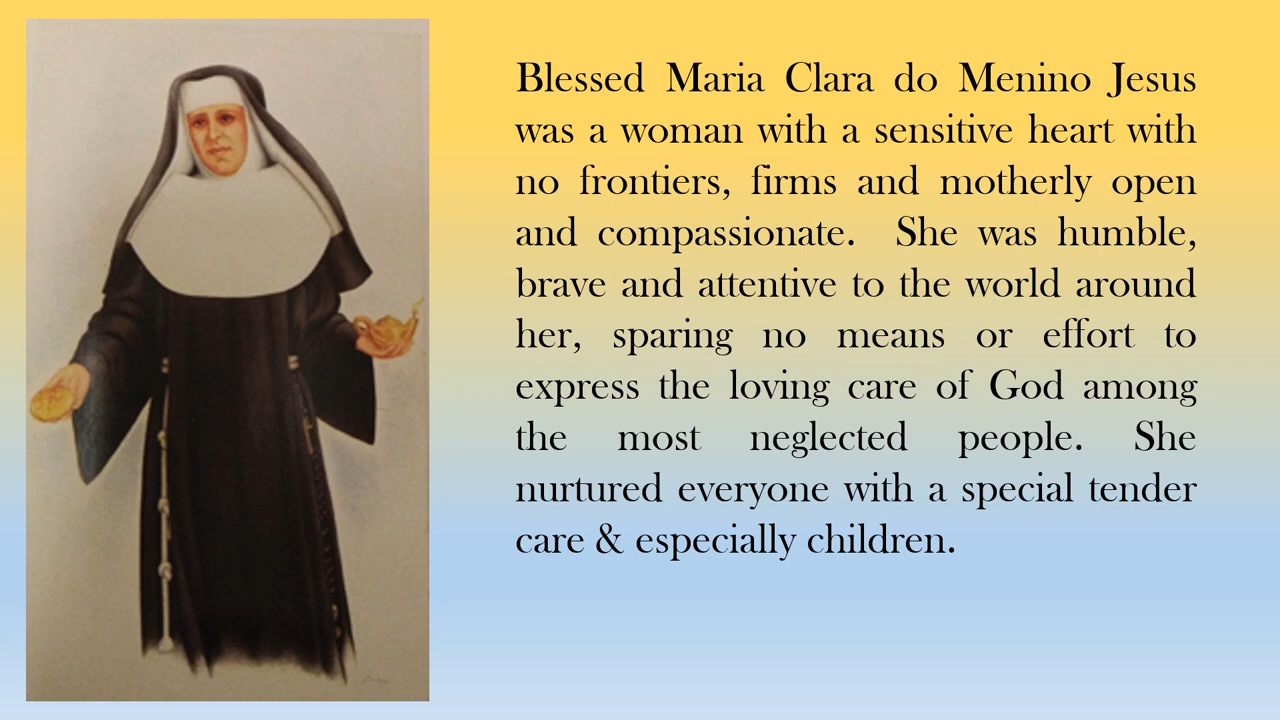 Blessed Maria Clara do Menino Jesus
was a woman with a sensitive heart with
no frontiers, firms and motherly open
and compassionate. She was humble,
brave and attentive to the world around
her, sparing no means or effort to
express the loving care of God among
the most neglected people. She
nurtured everyone with a special tender
care & especially children.